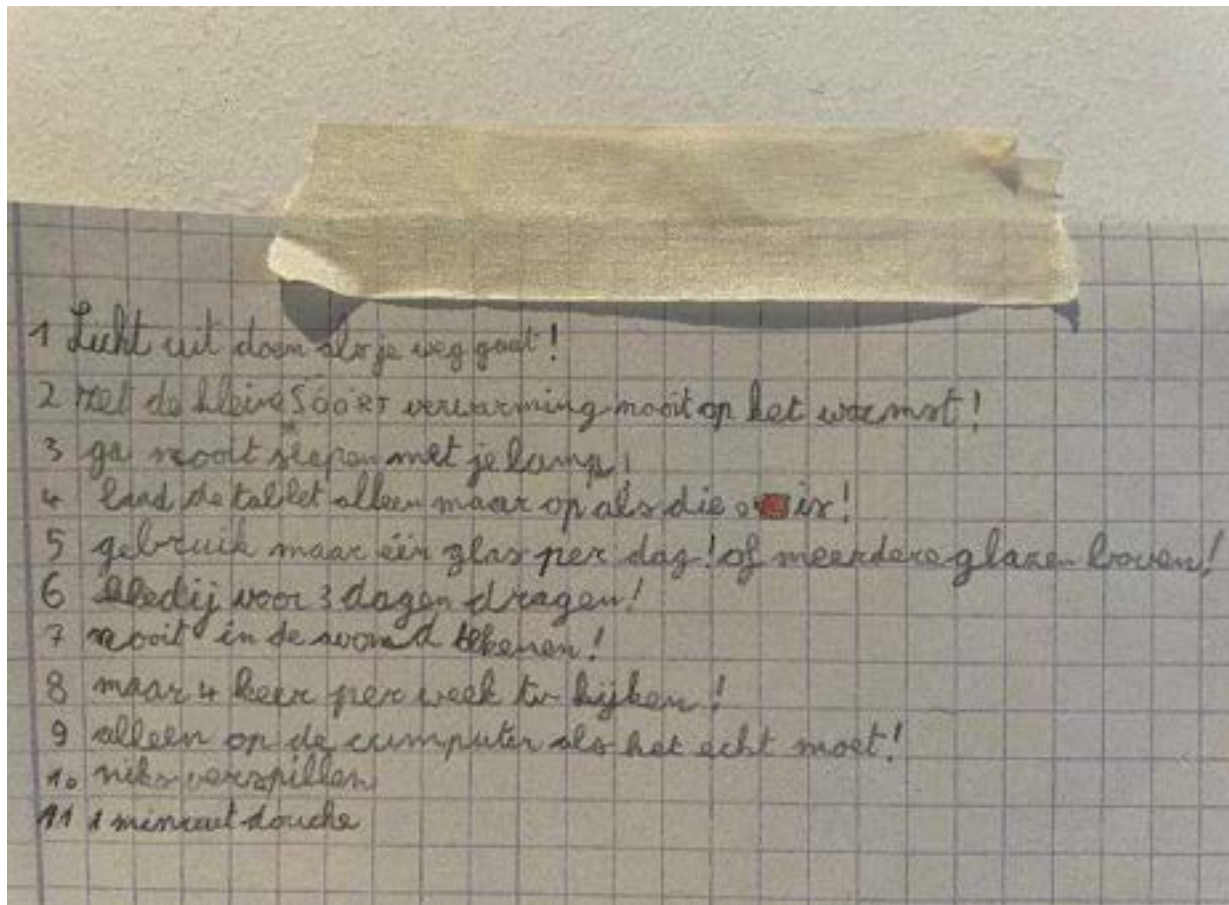 1 Licht uit doen als je weg gaat!
2 zet de kleine verwarming nooit op het warmst!
3 ga nooit slapen met je lamp!
4 laad de tablet alleen maar op als die is!
5 gebruik maar één glas per dag! of meerdere glazen boven!
6 kledij voor 3 dagen dragen!
7 nooit in de avond tekenen!
8 maar 4 keer per week tv kijken!
9 alleen op de cumputer als het echt moet!
10 niks verspillen
11 1 minuut douche